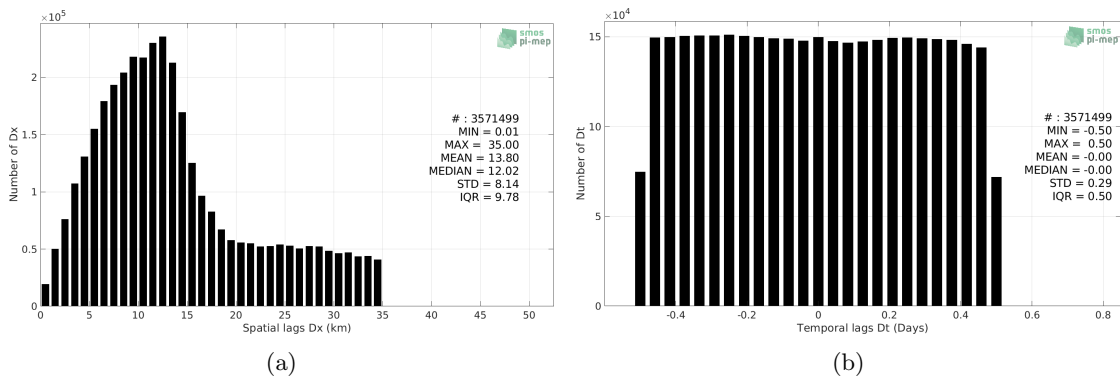 ×10⁵
smos
pi-mep
2
1.5
1
0.5
0
Number of Dx
# : 3571499
MIN = 0.01
MAX = 35.00
MEAN = 13.80
MEDIAN = 12.02
STD = 8.14
IQR = 9.78
0 5 10 15 20 25 30 35 40 45 50
Spatial lags Dx (km)
(a)
×10⁴
smos
pi-mep
15
10
5
0
Number of Dt
# : 3571499
MIN = -0.50
MAX = 0.50
MEAN = -0.00
MEDIAN = -0.00
STD = 0.29
IQR = 0.50
-0.4 -0.2 0 0.2 0.4 0.6 0.8
Temporal lags Dt (Days)
(b)